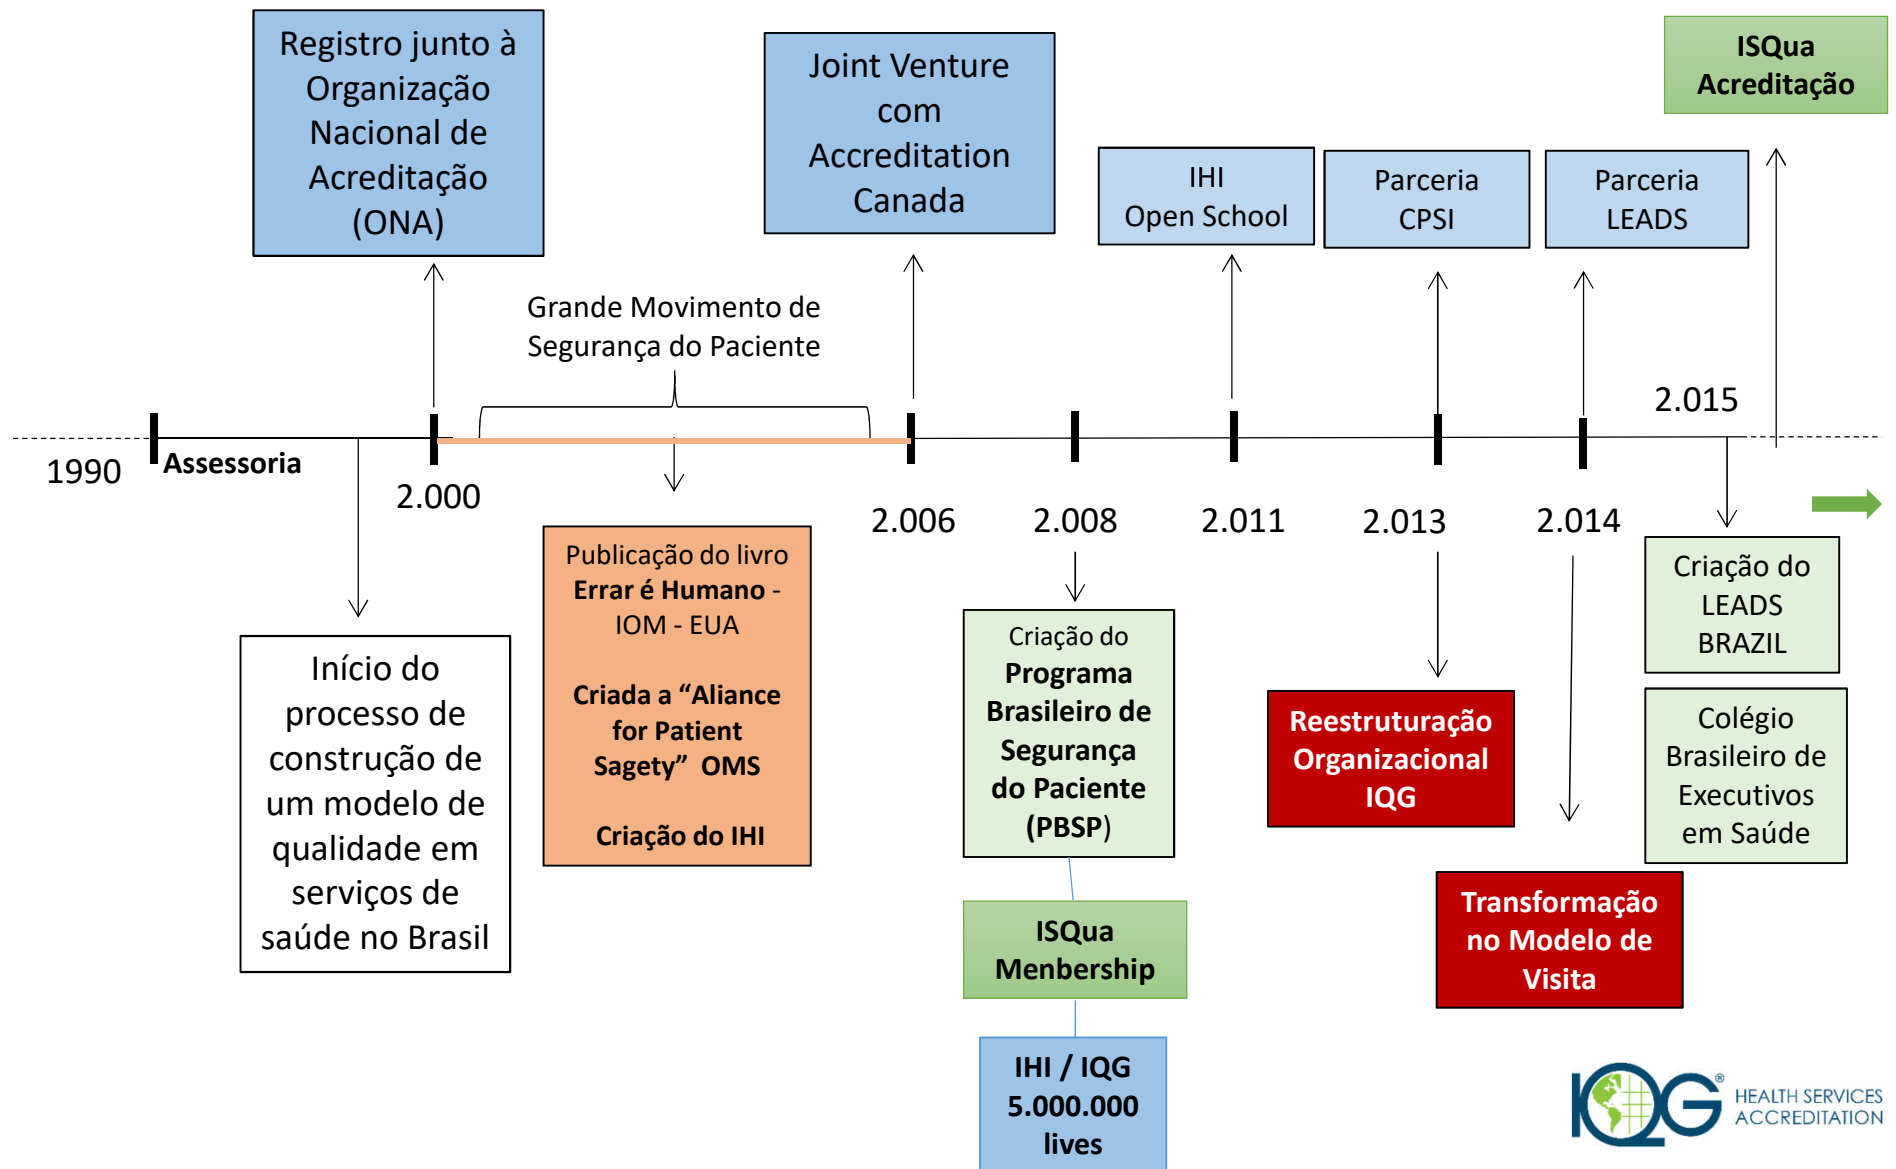 Registro junto à
Organização
Nacional de
Acreditação
(ONA)
Joint Venture
com
Accreditation
Canada
IHI
Open School
Parceria
CPSI
Parceria
LEADS
ISQua
Acreditação
Grande Movimento de
Segurança do Paciente
1990
Assessoria
2.000
2.006
2.008
2.011
2.013
2.014
2.015
Início do
processo de
construção de
um modelo de
qualidade em
serviços de
saúde no Brasil
Publicação do livro
Errar é Humano -
IOM - EUA
Criada a “Aliance
for Patient
Sagety” OMS
Criação do IHI
Criação do
Programa
Brasileiro de
Segurança
do Paciente
(PBSP)
ISQua
Menbership
IHI / IQG
5.000.000
lives
Reestruturação
Organizacional
IQG
Transformação
no Modelo de
Visita
Criação do
LEADS
BRAZIL
Colégio
Brasileiro de
Executivos
em Saúde
IQG®
HEALTH SERVICES
ACCREDITATION